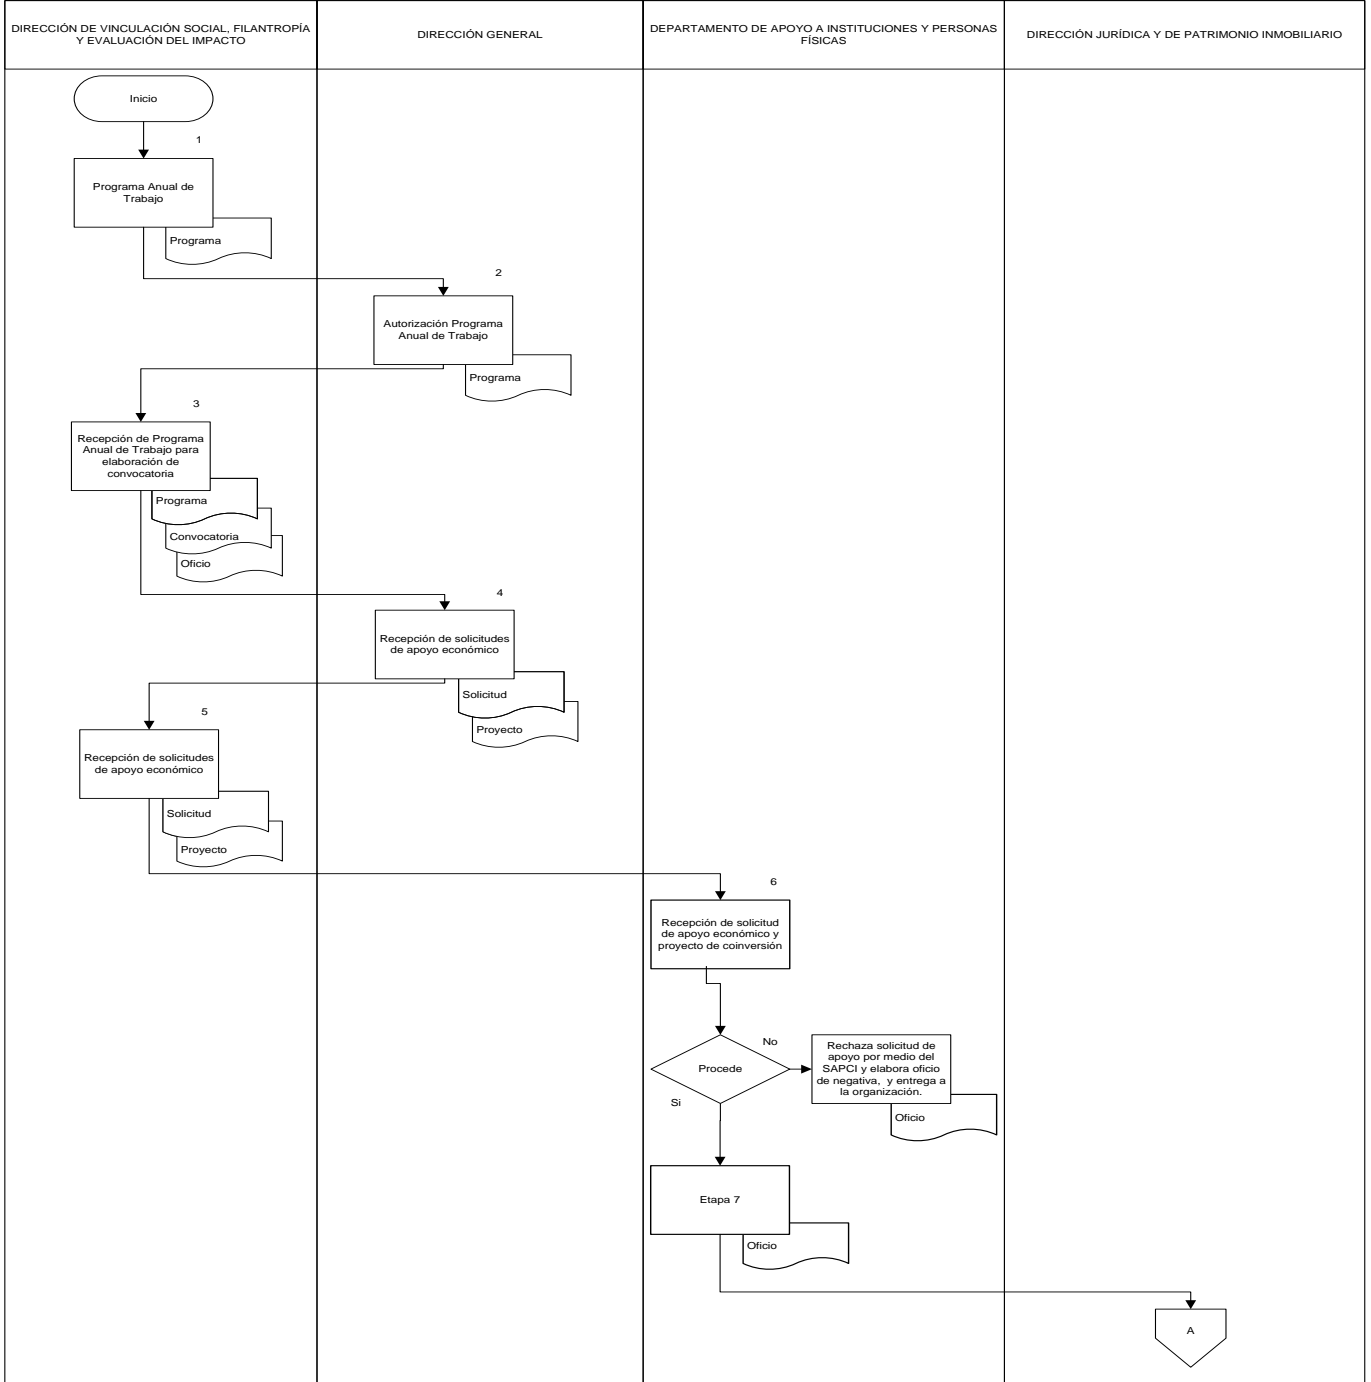 DIRECCIÓN DE VINCULACIÓN SOCIAL, FILANTROPÍA
Y EVALUACIÓN DEL IMPACTO
DIRECCIÓN GENERAL
DEPARTAMENTO DE APOYO A INSTITUCIONES Y PERSONAS
FÍSICAS
DIRECCIÓN JURÍDICA Y DE PATRIMONIO INMOBILIARIO
Inicio
1
Programa Anual de
Trabajo
Programa
2
Autorización Programa
Anual de Trabajo
Programa
3
Recepción de Programa
Anual de Trabajo para
elaboración de
convocatoria
Programa
Convocatoria
Oficio
4
Recepción de solicitudes
de apoyo económico
Solicitud
Proyecto
5
Recepción de solicitudes
de apoyo económico
Solicitud
Proyecto
6
Recepción de solicitud
de apoyo económico y
proyecto de coinversión
Procede
No
Rechaza solicitud de
apoyo por medio del
SAPCI y elabora oficio
de negativa, y entrega a
la organización.
Oficio
Si
Etapa 7
Oficio
A